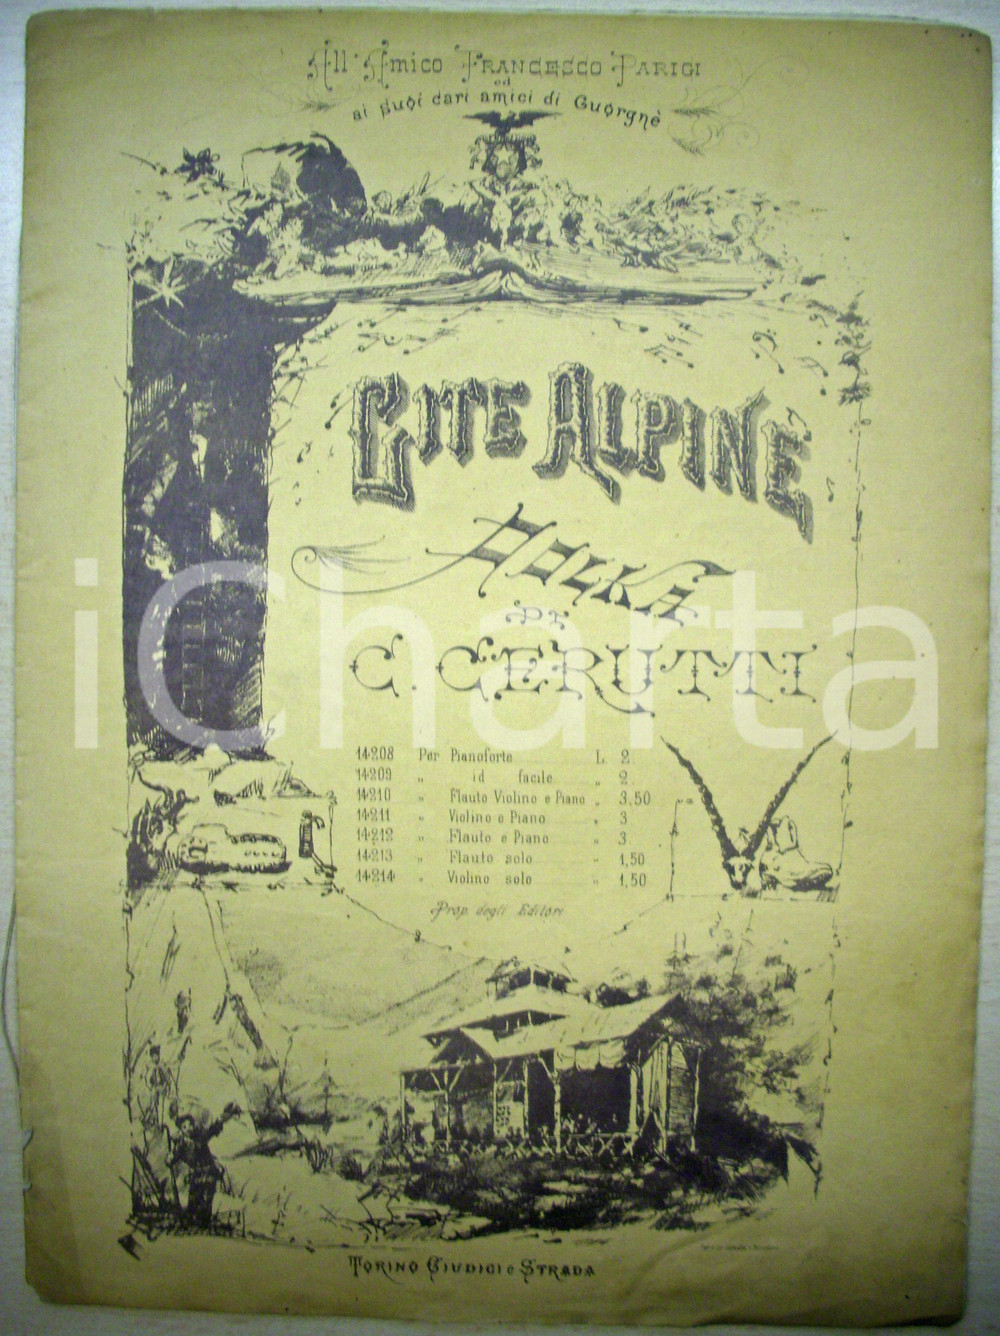 All'Amico Francesco Parigi
ed
ai suoi cari amici di Cuorgnè
GITE ALPINE
POLKA
DI
C. CERUTTI
14208 Per Pianoforte L. 2.
14209 „ id facile „ 2.
14210 „ Flauto Violino e Piano „ 3,50
14211 „ Violino e Piano „ 3
14212 „ Flauto e Piano „ 3
14213 „ Flauto solo „ 1,50
14214 „ Violino solo „ 1,50
Prop. degli Editori
TORINO GIUDICI e STRADA
iCharta